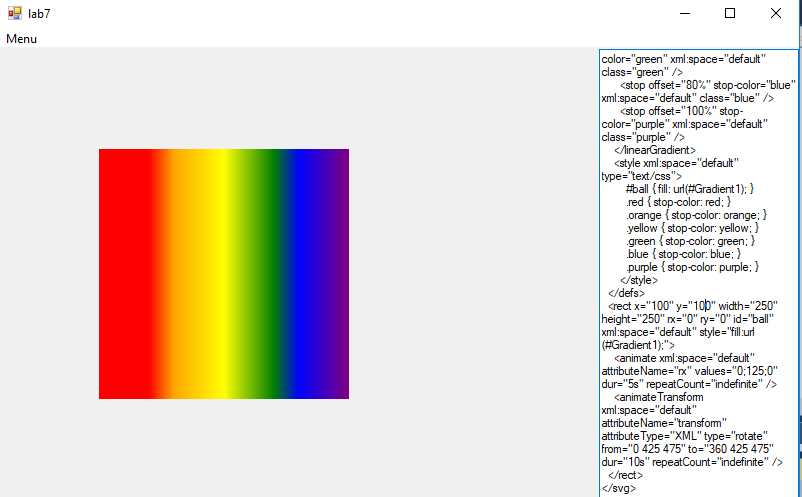 lab7
Menu
color="green" xml:space="default"
class="green" />
<stop offset="80%" stop-color="blue"
xml:space="default" class="blue" />
<stop offset="100%" stop-
color="purple" xml:space="default"
class="purple" />
</linearGradient>
<style xml:space="default"
type="text/css">
#ball { fill: url(#Gradient1); }
.red { stop-color: red; }
.orange { stop-color: orange; }
.yellow { stop-color: yellow; }
.green { stop-color: green; }
.blue { stop-color: blue; }
.purple { stop-color: purple; }
</style>
</defs>
<rect x="100" y="100" width="250"
height="250" rx="0" ry="0" id="ball"
xml:space="default" style="fill:url
(#Gradient1);">
<animate xml:space="default"
attributeName="rx" values="0;125;0"
dur="5s" repeatCount="indefinite" />
<animateTransform
xml:space="default"
attributeName="transform"
attributeType="XML" type="rotate"
from="0 425 475" to="360 425 475"
dur="10s" repeatCount="indefinite" />
</rect>
</svg>